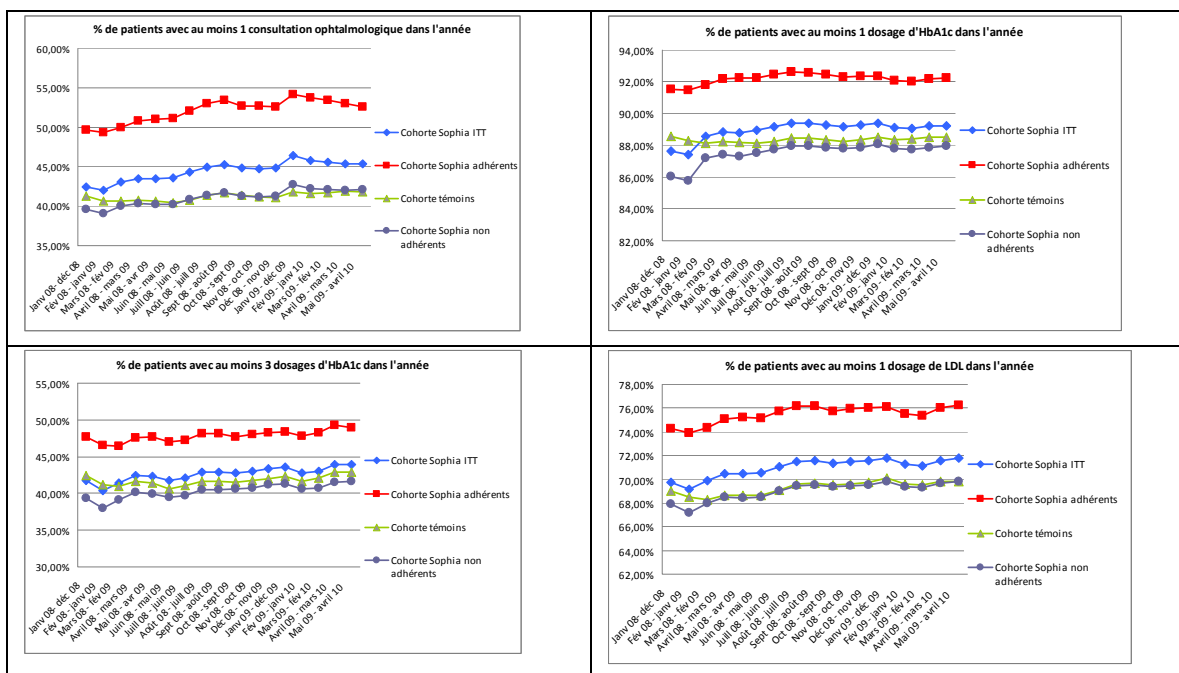 % de patients avec au moins 1 consultation ophtalmologique dans l'année
60,00%
55,00%
50,00%
45,00%
40,00%
35,00%
Janv 08- déc 08
Fév 08 - janv 09
Mars 08 - fév 09
Avril 08 - mars 09
Mai 08 - avr 09
Juin 08 - mai 09
Juill 08 - juin 09
Août 08 - juill 09
Sept 08 - août 09
Oct 08 - sept 09
Nov 08 - oct 09
Déc 08 - nov 09
Janv 09 - déc 09
Fév 09 - janv 10
Mars 09 - fév 10
Avril 09 - mars 10
Mai 09 - avril 10
Cohorte Sophia ITT
Cohorte Sophia adhérents
Cohorte témoins
Cohorte Sophia non
adhérents
% de patients avec au moins 1 dosage d'HbA1c dans l'année
94,00%
92,00%
90,00%
88,00%
86,00%
84,00%
82,00%
Janv 08- déc 08
Fév 08 - janv 09
Mars 08 - fév 09
Avril 08 - mars 09
Mai 08 - avr 09
Juin 08 - mai 09
Juill 08 - juin 09
Août 08 - juill 09
Sept 08 - août 09
Oct 08 - sept 09
Nov 08 - oct 09
Déc 08 - nov 09
Janv 09 - déc 09
Fév 09 - janv 10
Mars 09 - fév 10
Avril 09 - mars 10
Mai 09 - avril 10
Cohorte Sophia ITT
Cohorte Sophia adhérents
Cohorte témoins
Cohorte Sophia non
adhérents
% de patients avec au moins 3 dosages d'HbA1c dans l'année
55,00%
50,00%
45,00%
40,00%
35,00%
30,00%
Janv 08- déc 08
Fév 08 - janv 09
Mars 08 - fév 09
Avril 08 - mars 09
Mai 08 - avr 09
Juin 08 - mai 09
Juill 08 - juin 09
Août 08 - juill 09
Sept 08 - août 09
Oct 08 - sept 09
Nov 08 - oct 09
Déc 08 - nov 09
Janv 09 - déc 09
Fév 09 - janv 10
Mars 09 - fév 10
Avril 09 - mars 10
Mai 09 - avril 10
Cohorte Sophia ITT
Cohorte Sophia adhérents
Cohorte témoins
Cohorte Sophia non
adhérents
% de patients avec au moins 1 dosage de LDL dans l'année
78,00%
76,00%
74,00%
72,00%
70,00%
68,00%
66,00%
64,00%
62,00%
Janv 08- déc 08
Fév 08 - janv 09
Mars 08 - fév 09
Avril 08 - mars 09
Mai 08 - avr 09
Juin 08 - mai 09
Juill 08 - juin 09
Août 08 - juill 09
Sept 08 - août 09
Oct 08 - sept 09
Nov 08 - oct 09
Déc 08 - nov 09
Janv 09 - déc 09
Fév 09 - janv 10
Mars 09 - fév 10
Avril 09 - mars 10
Mai 09 - avril 10
Cohorte Sophia ITT
Cohorte Sophia adhérents
Cohorte témoins
Cohorte Sophia non
adhérents